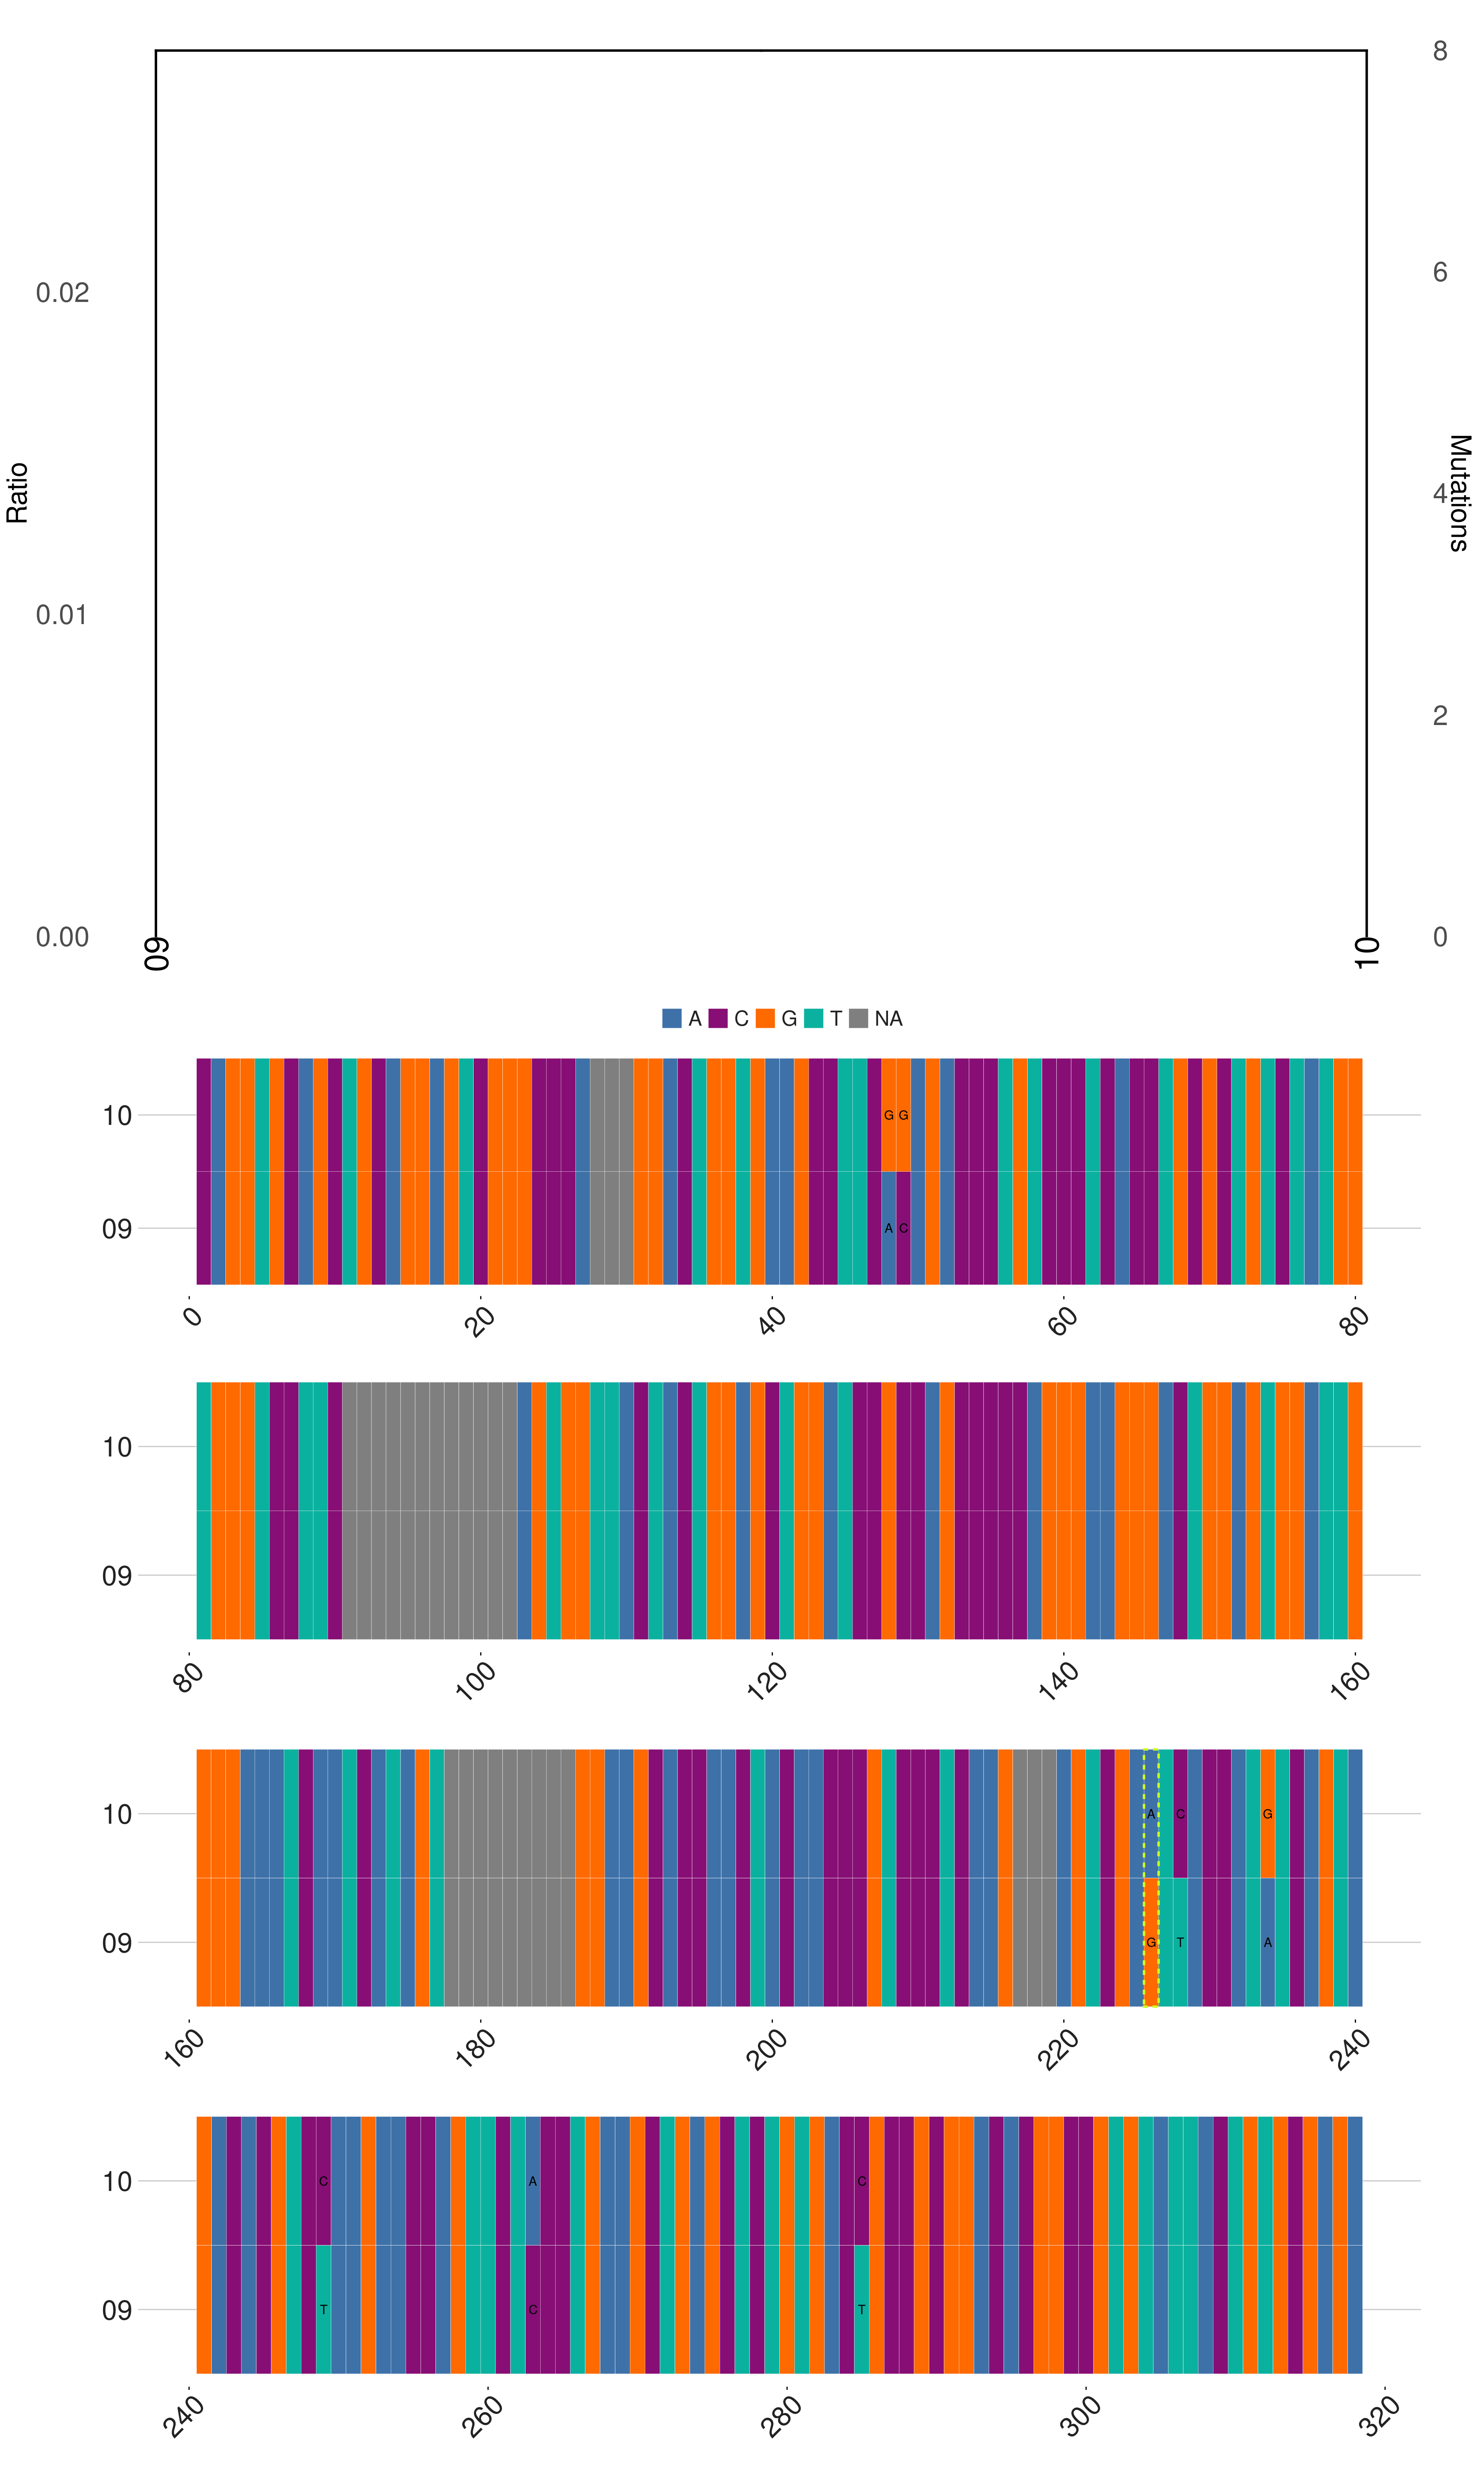 8
0.02
6
Ratio
4
Mutations
0.01
2
0.00
0
09
10
A C G T NA
10
G G
09
A C
0 20 40 60 80
10
09
80 100 120 140 160
10
A C G
09
G T A
160 180 200 220 240
10
C A C
09
T C T
240 260 280 300 320